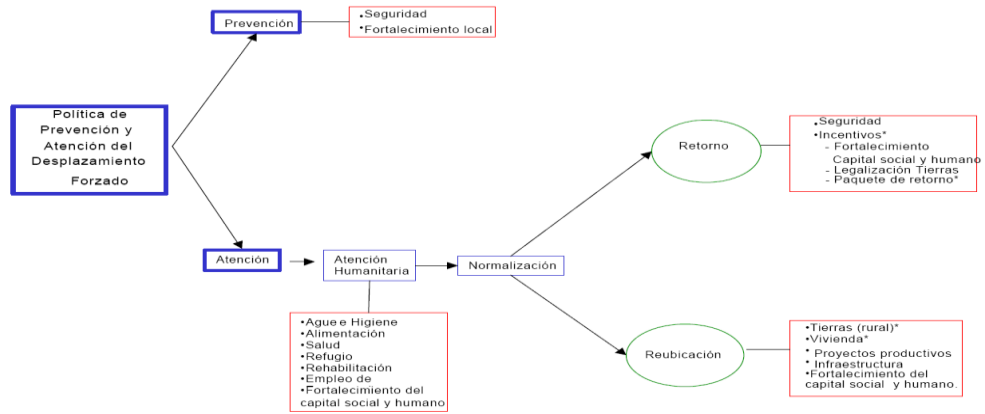 Prevención
•Seguridad
•Fortalecimiento local
Política de
Prevención y
Atención del
Desplazamiento
Forzado
Retorno
•Seguridad
•Incentivos*
- Fortalecimiento
Capital social y humano
- Legalización Tierras
- Paquete de retorno*
Atención
Atención
Humanitaria
Normalización
•Ague e Higiene
•Alimentación
•Salud
•Refugio
•Rehabilitación
•Empleo de
•Fortalecimiento del
capital social y humano
Reubicación
•Tierras (rural)*
•Vivienda*
• Proyectos productivos
• Infraestructura
•Fortalecimiento del
capital social y humano.